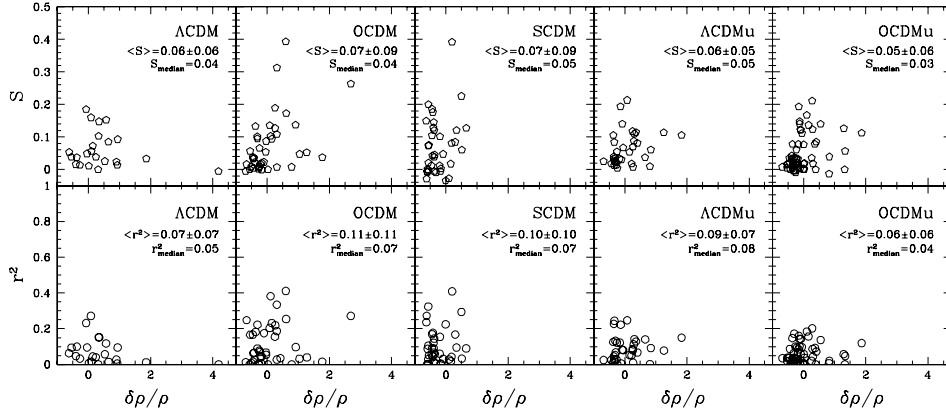 ΛCDM
<S>=0.06±0.06
S_median=0.04
OCDM
<S>=0.07±0.09
S_median=0.04
SCDM
<S>=0.07±0.09
S_median=0.05
ΛCDMu
<S>=0.06±0.05
S_median=0.05
OCDMu
<S>=0.05±0.06
S_median=0.03
0.5
0.4
0.3
0.2
0.1
0
S
ΛCDM
<r²>=0.07±0.07
r²_median=0.05
OCDM
<r²>=0.11±0.11
r²_median=0.07
SCDM
<r²>=0.10±0.10
r²_median=0.07
ΛCDMu
<r²>=0.09±0.07
r²_median=0.08
OCDMu
<r²>=0.06±0.06
r²_median=0.04
1
0.8
0.6
0.4
0.2
0
r²
0 2 4 0 2 4 0 2 4 0 2 4 0 2 4
δρ/ρ δρ/ρ δρ/ρ δρ/ρ δρ/ρ